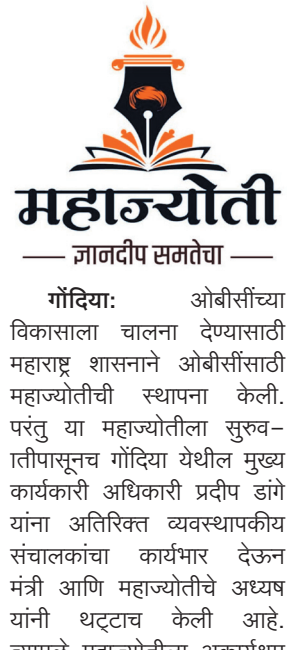 महाज्योती
ज्ञानदीप समतेचा
गोंदिया: ओबीसींच्या
विकासाला चालना देण्यासाठी
महाराष्ट्र शासनाने ओबीसींसाठी
महाज्योतीची स्थापना केली.
परंतु या महाज्योतीला सुरुव-
ातीपासूनच गोंदिया येथील मुख्य
कार्यकारी अधिकारी प्रदीप डांगे
यांना अतिरिक्त व्यवस्थापकीय
संचालकांचा कार्यभार देऊन
मंत्री आणि महाज्योतीचे अध्यष
यांनी थट्टाच केली आहे.